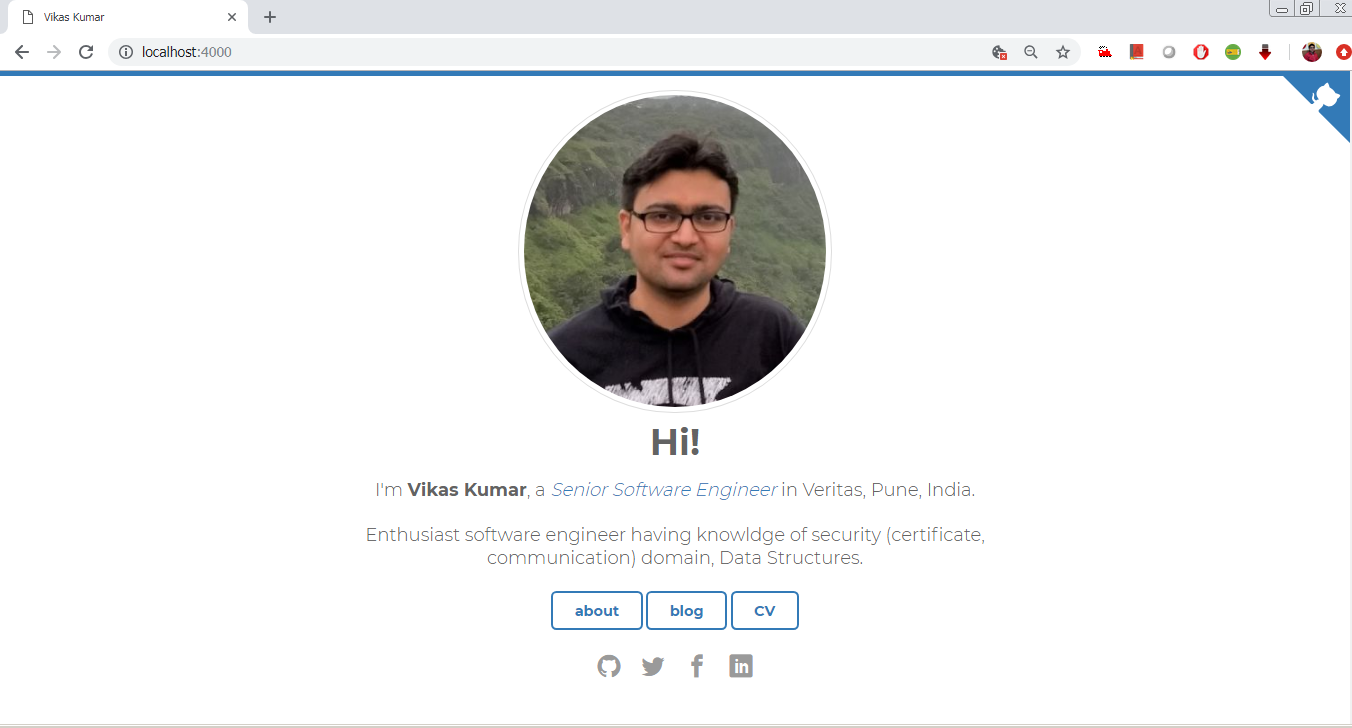 Vikas Kumar
localhost:4000
Hi!
I'm Vikas Kumar, a Senior Software Engineer in Veritas, Pune, India.
Enthusiast software engineer having knowldge of security (certificate,
communication) domain, Data Structures.
about blog CV
in